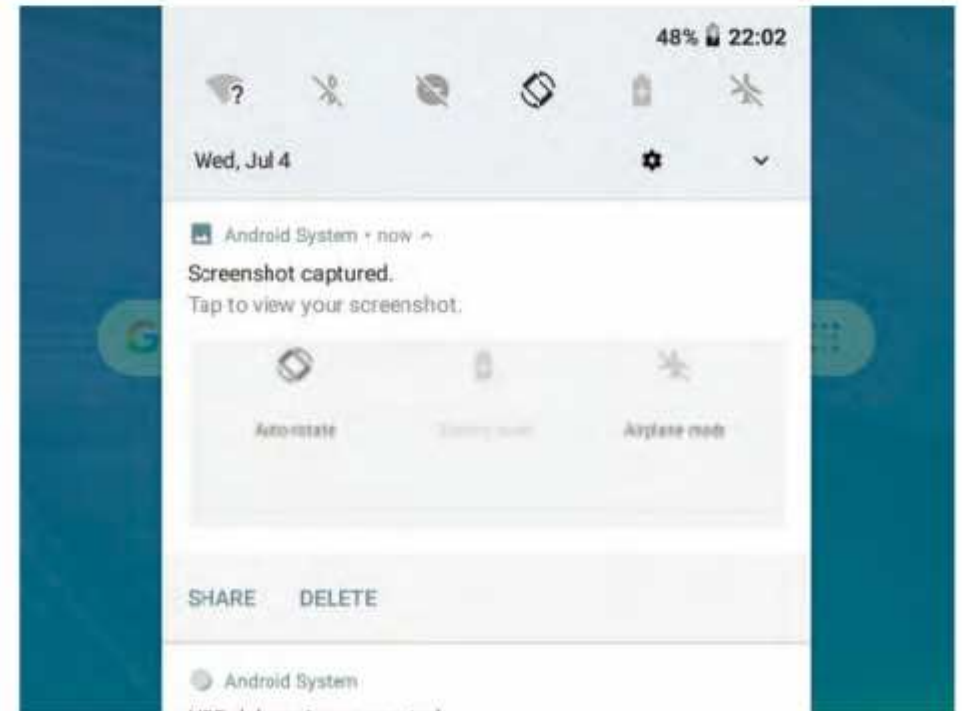 48% 22:02
?
Wed, Jul 4
Android System • now
Screenshot captured.
Tap to view your screenshot.
G
Auto-rotate
Airplane mode
SHARE DELETE
Android System